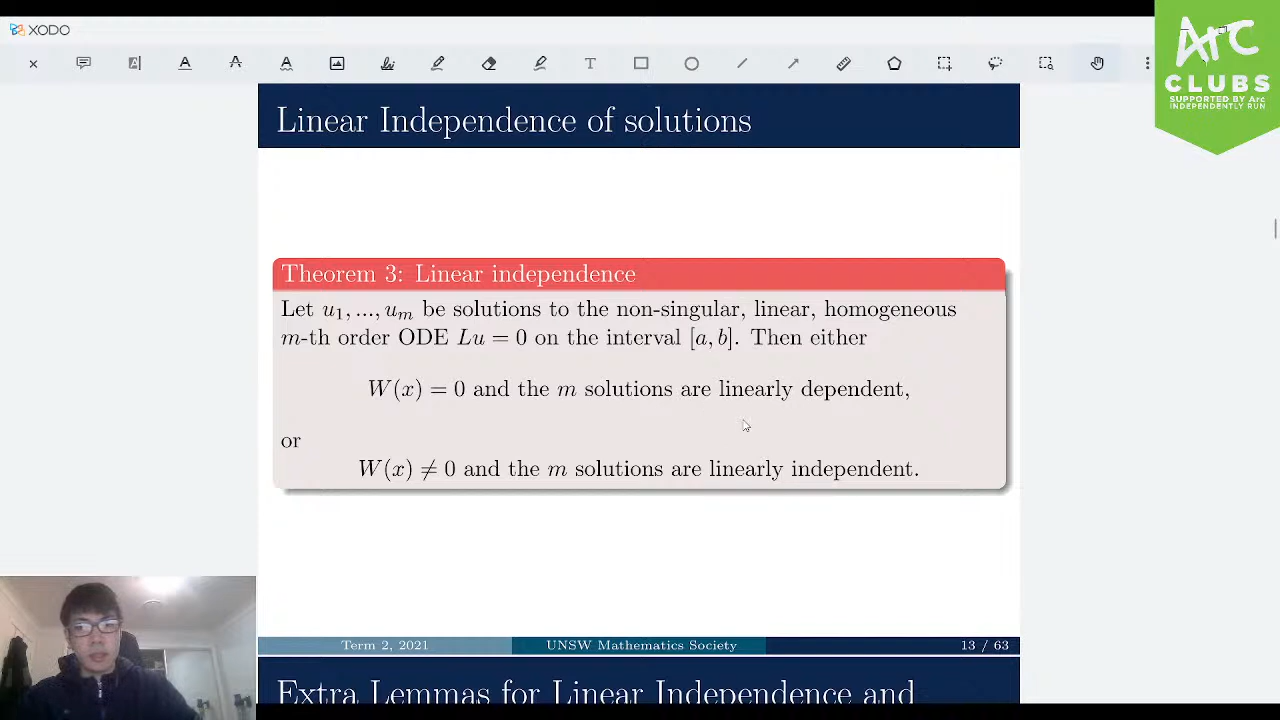 XODO
ARC
CLUBS
SUPPORTED BY Arc
INDEPENDENTLY RUN
Linear Independence of solutions
Theorem 3: Linear independence
Let u₁, ..., uₘ be solutions to the non-singular, linear, homogeneous
m-th order ODE Lu = 0 on the interval [a, b]. Then either
W(x) = 0 and the m solutions are linearly dependent,
or
W(x) ≠ 0 and the m solutions are linearly independent.
Term 2, 2021 UNSW Mathematics Society 13 / 63
Extra Lemmas for Linear Independence and